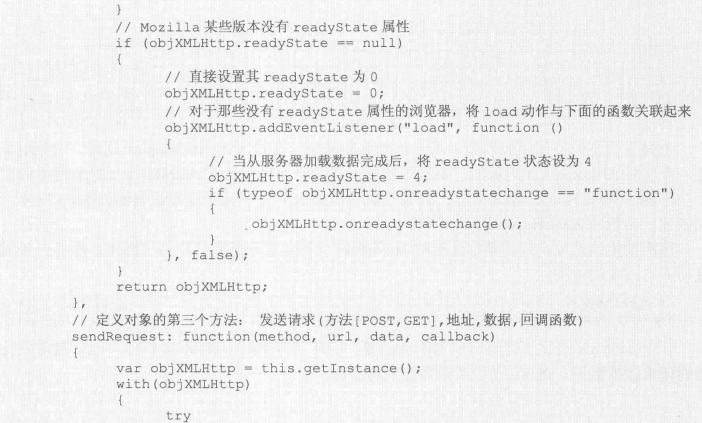 }
// Mozilla 某些版本没有 readyState 属性
if (objXMLHttp.readyState == null)
{
// 直接设置其 readyState 为 0
objXMLHttp.readyState = 0;
// 对于那些没有 readyState 属性的浏览器，将 load 动作与下面的函数关联起来
objXMLHttp.addEventListener("load", function ()
{
// 当从服务器加载数据完成后，将 readyState 状态设为 4
objXMLHttp.readyState = 4;
if (typeof objXMLHttp.onreadystatechange == "function")
{
objXMLHttp.onreadystatechange();
}
}, false);
}
return objXMLHttp;
},
// 定义对象的第三个方法： 发送请求(方法[POST,GET],地址,数据,回调函数)
sendRequest: function(method, url, data, callback)
{
var objXMLHttp = this.getInstance();
with(objXMLHttp)
{
try